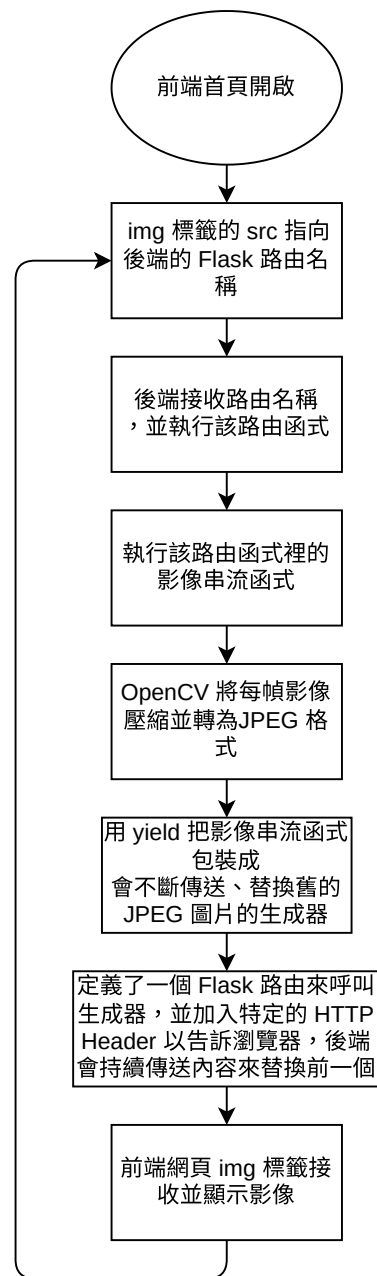 前端首頁開啟
img 標籤的 src 指向
後端的 Flask 路由名
稱
後端接收路由名稱
，並執行該路由函式
執行該路由函式裡的
影像串流函式
OpenCV 將每幀影像
壓縮並轉為JPEG 格
式
用 yield 把影像串流函式
包裝成
會不斷傳送、替換舊的
JPEG 圖片的生成器
定義了一個 Flask 路由來呼叫
生成器，並加入特定的 HTTP
Header 以告訴瀏覽器，後端
會持續傳送內容來替換前一個
前端網頁 img 標籤接
收並顯示影像